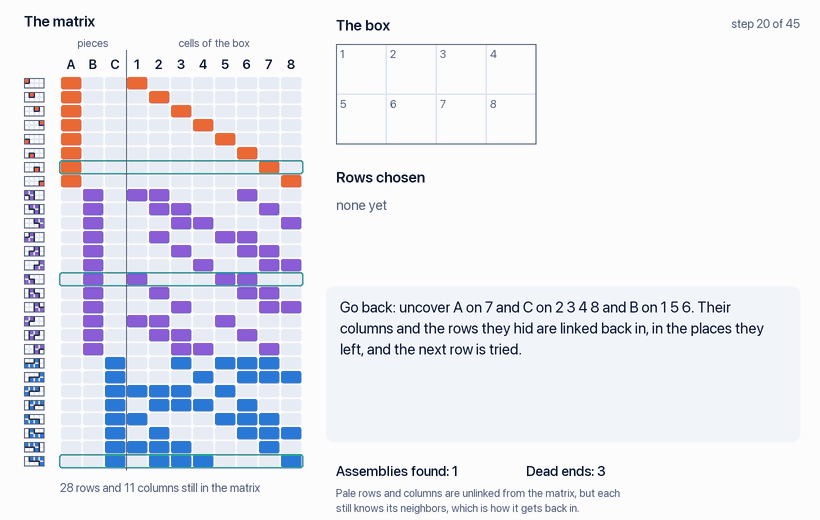 The matrix
pieces
cells of the box
A B C 1 2 3 4 5 6 7 8
28 rows and 11 columns still in the matrix
The box
step 20 of 45
1 2 3 4
5 6 7 8
Rows chosen
none yet
Go back: uncover A on 7 and C on 2 3 4 8 and B on 1 5 6. Their
columns and the rows they hid are linked back in, in the places they
left, and the next row is tried.
Assemblies found: 1
Dead ends: 3
Pale rows and columns are unlinked from the matrix, but each
still knows its neighbors, which is how it gets back in.